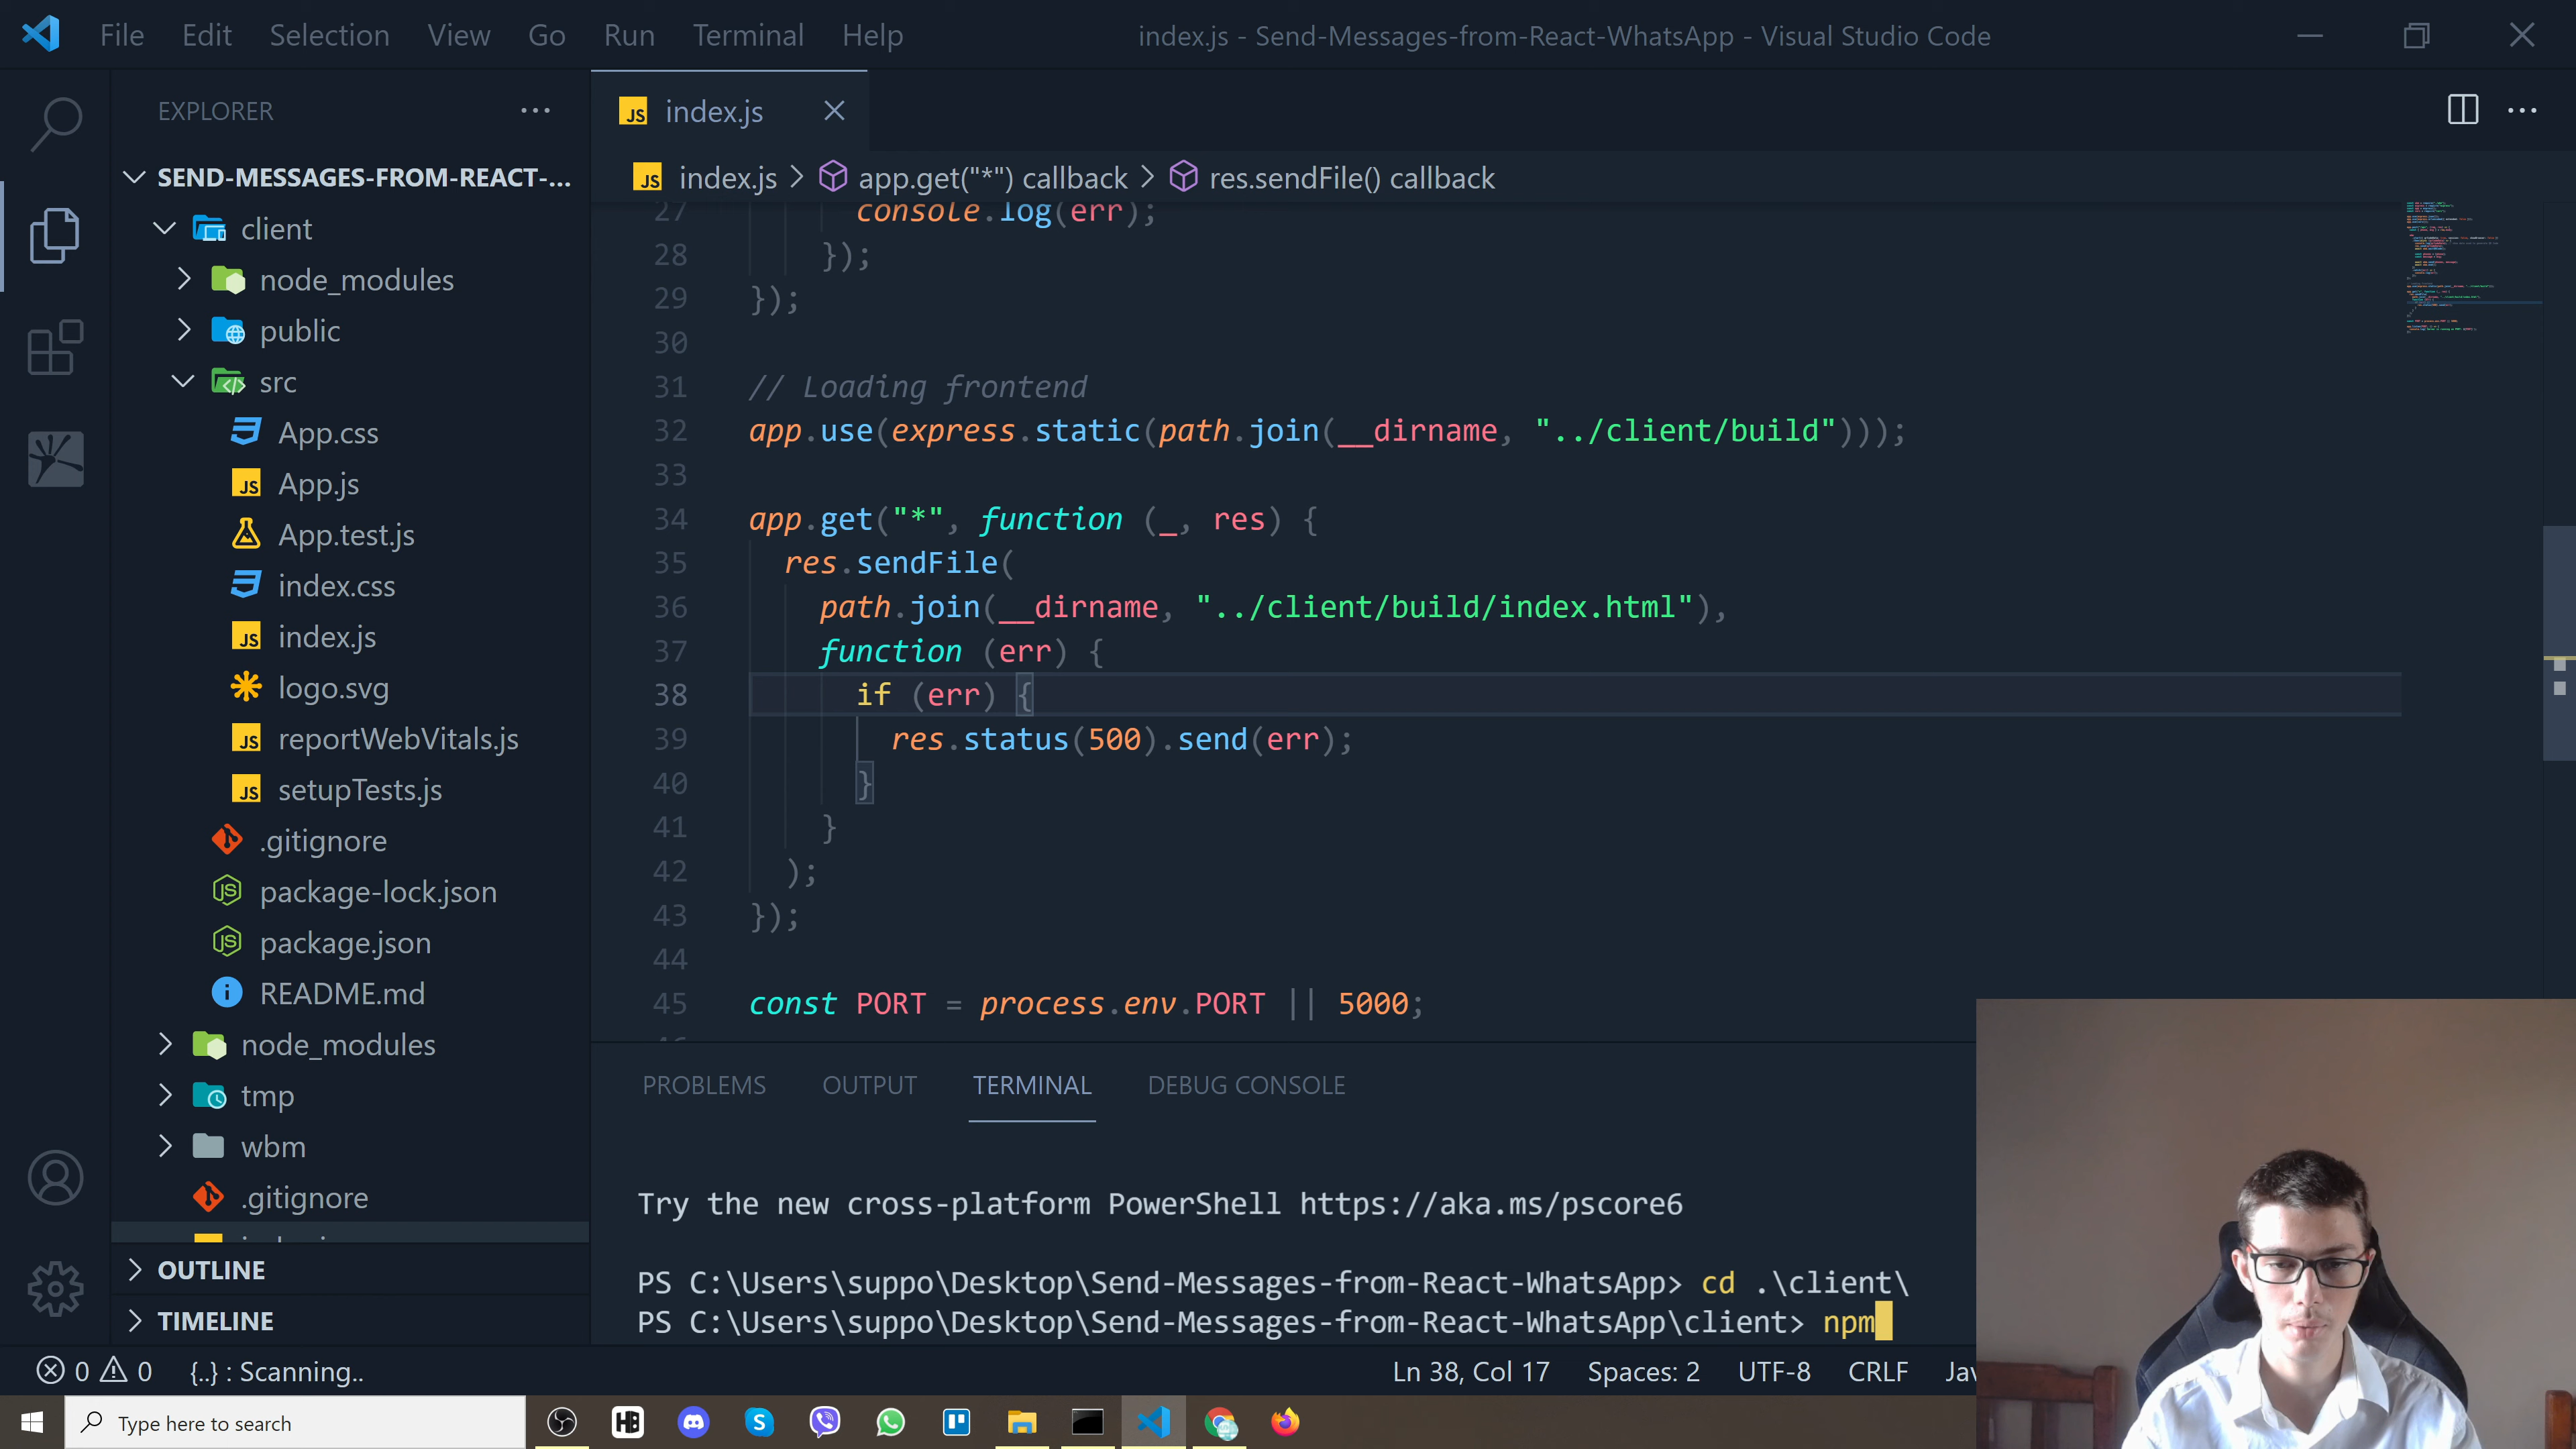 File Edit Selection View Go Run Terminal Help
index.js - Send-Messages-from-React-WhatsApp - Visual Studio Code
EXPLORER
SEND-MESSAGES-FROM-REACT-...
client
node_modules
public
src
App.css
App.js
App.test.js
index.css
index.js
logo.svg
reportWebVitals.js
setupTests.js
.gitignore
package-lock.json
package.json
README.md
node_modules
tmp
wbm
.gitignore
OUTLINE
TIMELINE
index.js
index.js > app.get("*") callback > res.sendFile() callback
27 console.log(err);
28 });
29 });
30
31 // Loading frontend
32 app.use(express.static(path.join(__dirname, "../client/build")));
33
34 app.get("*", function (_, res) {
35 res.sendFile(
36 path.join(__dirname, "../client/build/index.html"),
37 function (err) {
38 if (err) {
39 res.status(500).send(err);
40 }
41 }
42 );
43 });
44
45 const PORT = process.env.PORT || 5000;
PROBLEMS OUTPUT TERMINAL DEBUG CONSOLE
Try the new cross-platform PowerShell https://aka.ms/pscore6
PS C:\Users\suppo\Desktop\Send-Messages-from-React-WhatsApp> cd .\client\
PS C:\Users\suppo\Desktop\Send-Messages-from-React-WhatsApp\client> npm
0 0 {..} : Scanning.. Ln 38, Col 17 Spaces: 2 UTF-8 CRLF Jav
Type here to search